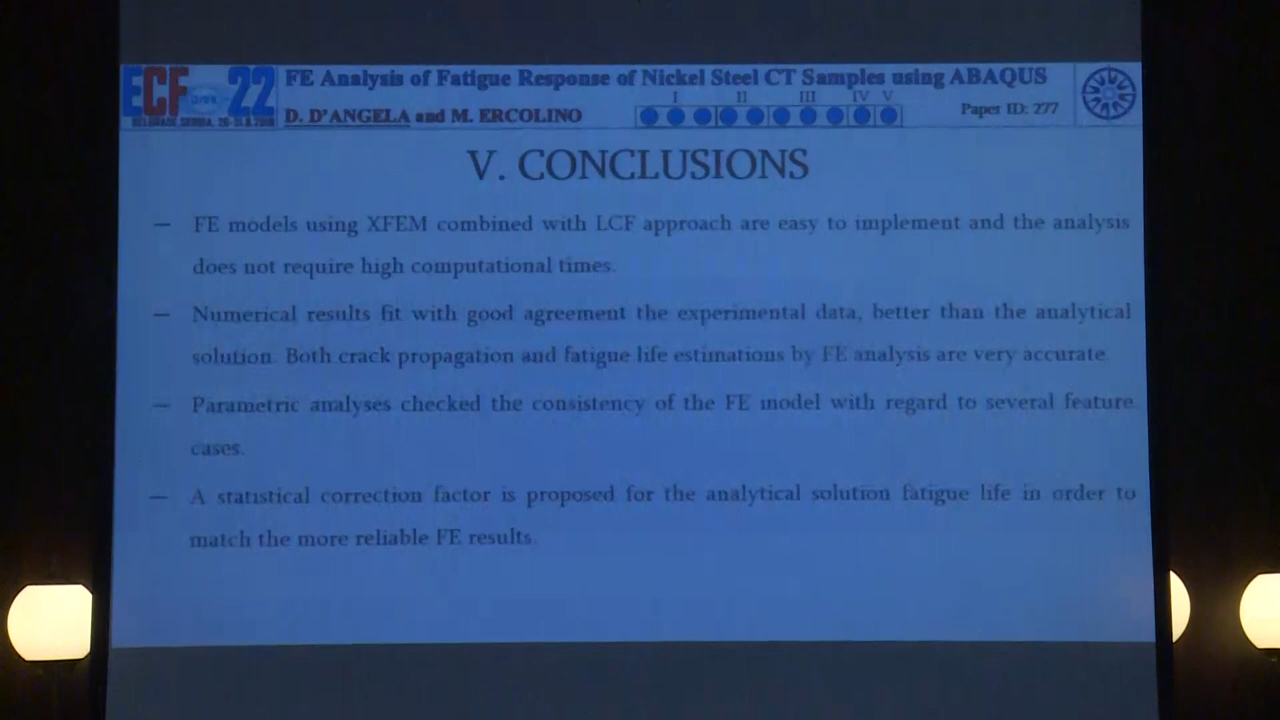 ECF 22
BELGRADE, SERBIA, 26-31.8.2018
FE Analysis of Fatigue Response of Nickel Steel CT Samples using ABAQUS
I II III IV V
D. D'ANGELA and M. ERCOLINO
Paper ID: 277
V. CONCLUSIONS
— FE models using XFEM combined with LCF approach are easy to implement and the analysis
does not require high computational times.
— Numerical results fit with good agreement the experimental data, better than the analytical
solution. Both crack propagation and fatigue life estimations by FE analysis are very accurate.
— Parametric analyses checked the consistency of the FE model with regard to several feature
cases.
— A statistical correction factor is proposed for the analytical solution fatigue life in order to
match the more reliable FE results.